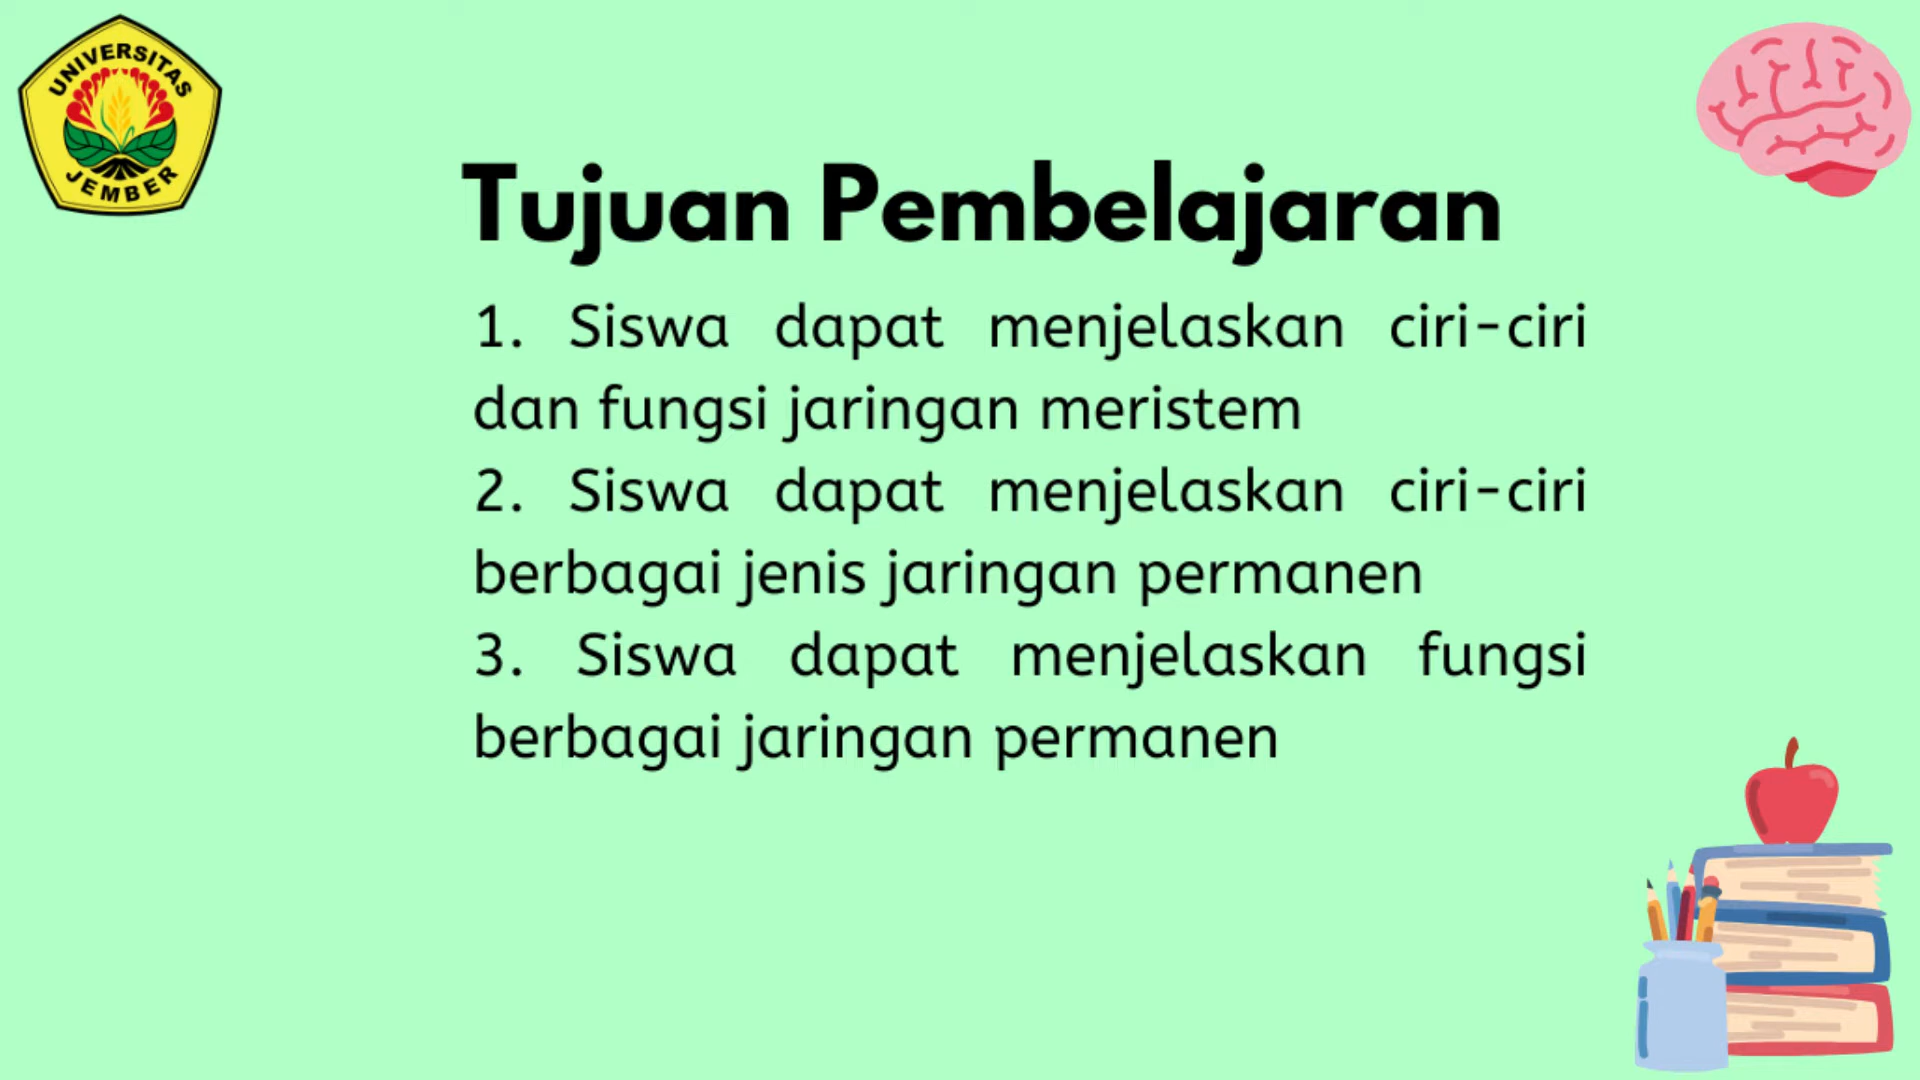 UNIVERSITAS
JEMBER
Tujuan Pembelajaran
1. Siswa dapat menjelaskan ciri-ciri
dan fungsi jaringan meristem
2. Siswa dapat menjelaskan ciri-ciri
berbagai jenis jaringan permanen
3. Siswa dapat menjelaskan fungsi
berbagai jaringan permanen